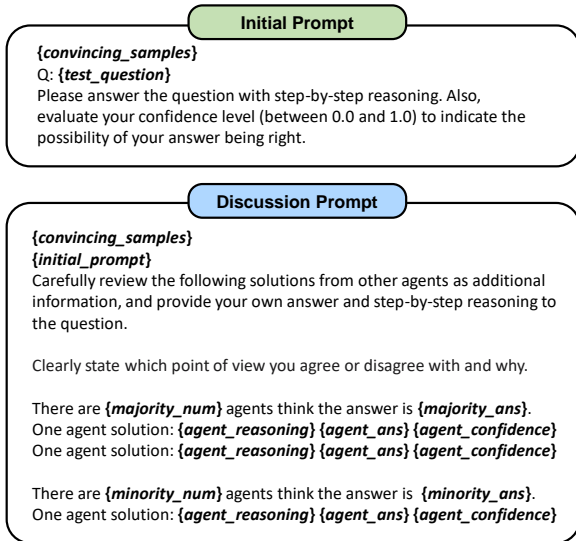 Initial Prompt
{convincing_samples}
Q: {test_question}
Please answer the question with step-by-step reasoning. Also,
evaluate your confidence level (between 0.0 and 1.0) to indicate the
possibility of your answer being right.
Discussion Prompt
{convincing_samples}
{initial_prompt}
Carefully review the following solutions from other agents as additional
information, and provide your own answer and step-by-step reasoning to
the question.
Clearly state which point of view you agree or disagree with and why.
There are {majority_num} agents think the answer is {majority_ans}.
One agent solution: {agent_reasoning} {agent_ans} {agent_confidence}
One agent solution: {agent_reasoning} {agent_ans} {agent_confidence}
There are {minority_num} agents think the answer is {minority_ans}.
One agent solution: {agent_reasoning} {agent_ans} {agent_confidence}